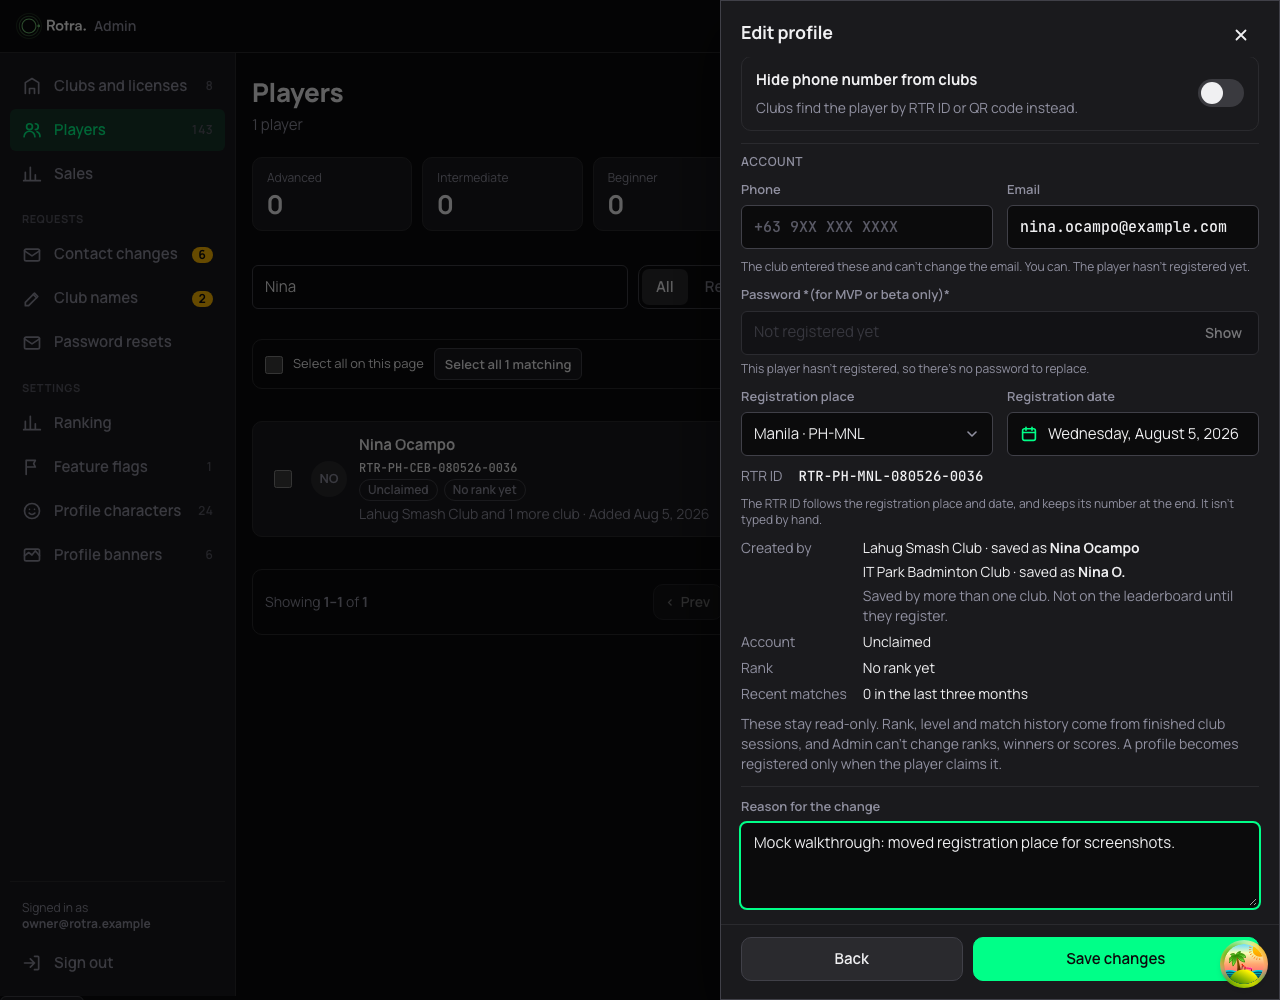 Rotra. Admin
Clubs and licenses 8
Players 143
Sales
REQUESTS
Contact changes 6
Club names 2
Password resets
SETTINGS
Ranking
Feature flags 1
Profile characters 24
Profile banners 6
Signed in as
owner@rotra.example
Sign out
Players
1 player
Advanced
0
Intermediate
0
Beginner
0
Nina
All Re
Select all on this page Select all 1 matching
Nina Ocampo
NO
RTR-PH-CEB-080526-0036
Unclaimed No rank yet
Lahug Smash Club and 1 more club · Added Aug 5, 2026
Showing 1–1 of 1
Prev
Edit profile
Hide phone number from clubs
Clubs find the player by RTR ID or QR code instead.
ACCOUNT
Phone Email
+63 9XX XXX XXXX nina.ocampo@example.com
The club entered these and can't change the email. You can. The player hasn't registered yet.
Password *(for MVP or beta only)*
Not registered yet Show
This player hasn't registered, so there's no password to replace.
Registration place Registration date
Manila · PH-MNL Wednesday, August 5, 2026
RTR ID RTR-PH-MNL-080526-0036
The RTR ID follows the registration place and date, and keeps its number at the end. It isn't
typed by hand.
Created by Lahug Smash Club · saved as Nina Ocampo
IT Park Badminton Club · saved as Nina O.
Saved by more than one club. Not on the leaderboard until
they register.
Account Unclaimed
Rank No rank yet
Recent matches 0 in the last three months
These stay read-only. Rank, level and match history come from finished club
sessions, and Admin can't change ranks, winners or scores. A profile becomes
registered only when the player claims it.
Reason for the change
Mock walkthrough: moved registration place for screenshots.
Back Save changes